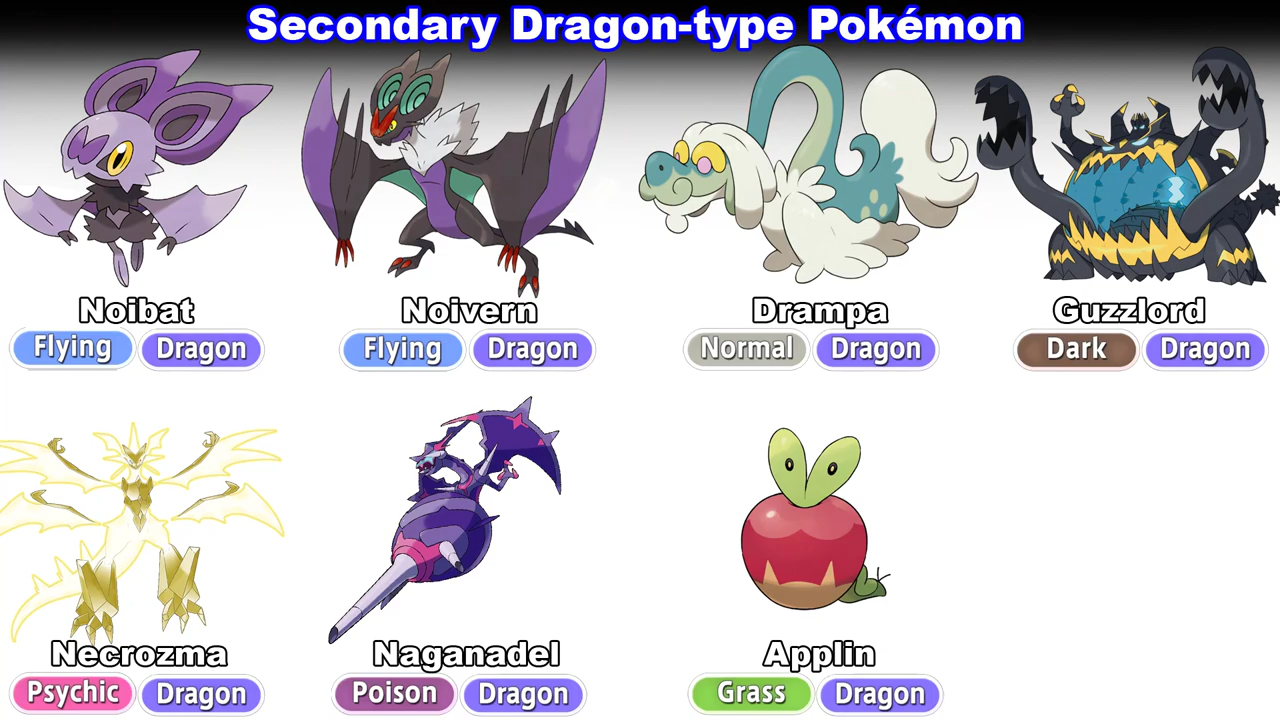 Secondary Dragon-type Pokémon
Noibat
Flying Dragon
Noivern
Flying Dragon
Drampa
Normal Dragon
Guzzlord
Dark Dragon
Necrozma
Psychic Dragon
Naganadel
Poison Dragon
Applin
Grass Dragon